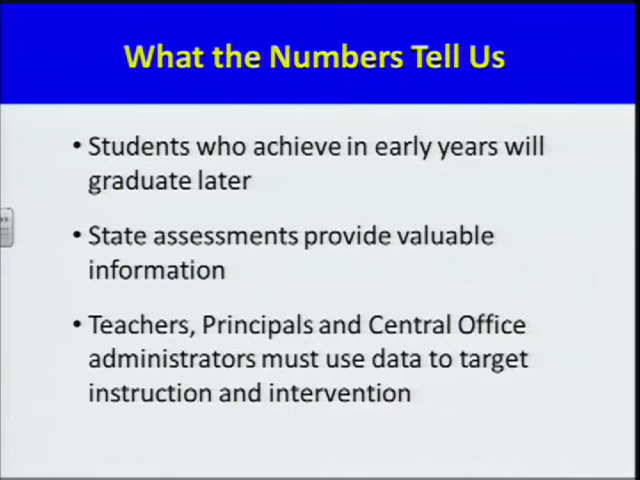 What the Numbers Tell Us
• Students who achieve in early years will
graduate later
• State assessments provide valuable
information
• Teachers, Principals and Central Office
administrators must use data to target
instruction and intervention